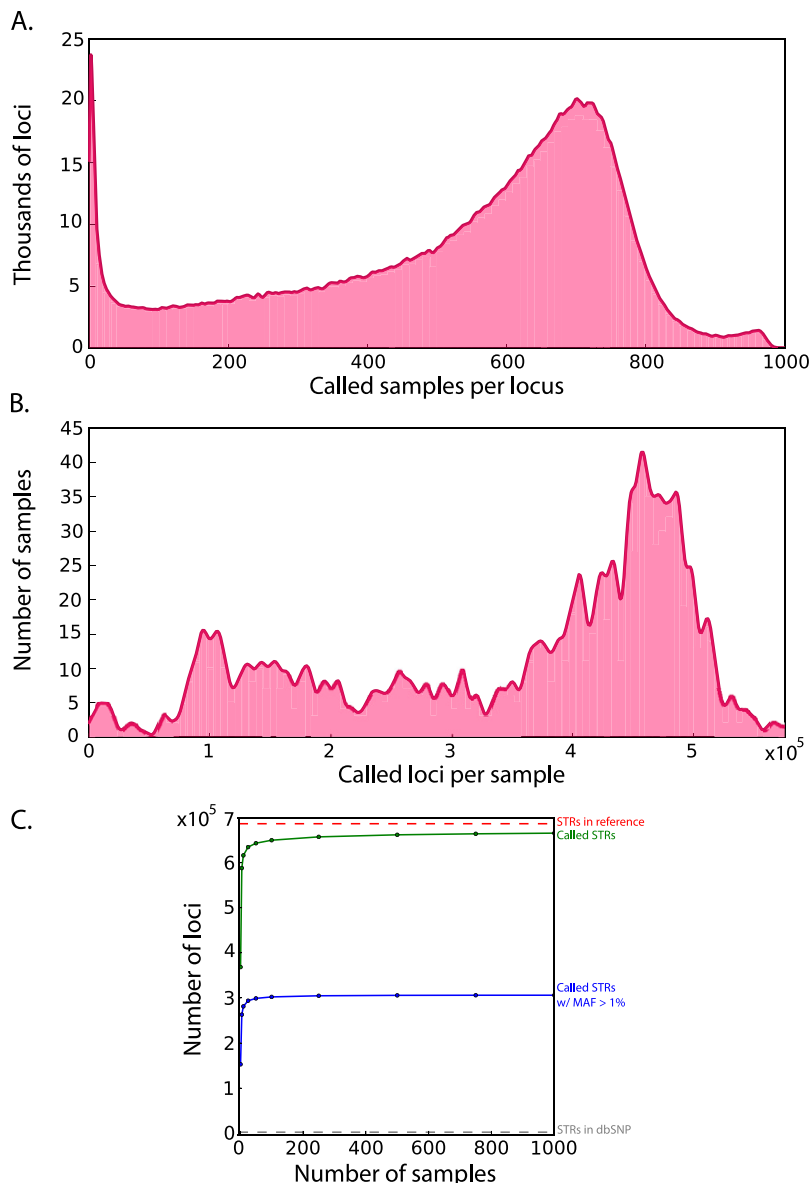 A.
25
20
15
10
5
0
Thousands of loci
0 200 400 600 800 1000
Called samples per locus
B.
45
40
35
30
25
20
15
10
5
0
Number of samples
0 1 2 3 4 5 x10^5
Called loci per sample
C.
x10^5
7
6
5
4
3
2
1
0
Number of loci
STRs in reference
Called STRs
Called STRs
w/ MAF > 1%
STRs in dbSNP
0 200 400 600 800 1000
Number of samples